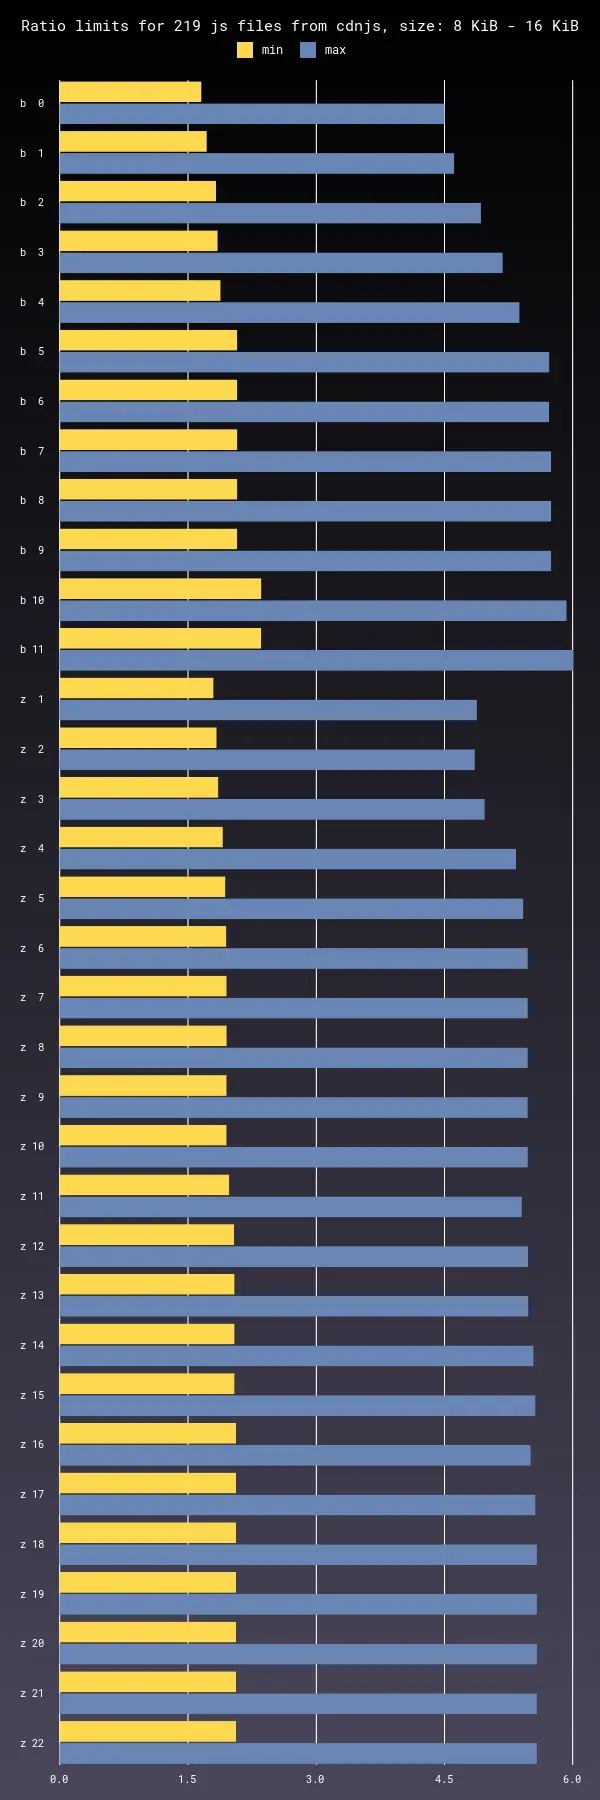 Ratio limits for 219 js files from cdnjs, size: 8 KiB - 16 KiB
min max
b 0
b 1
b 2
b 3
b 4
b 5
b 6
b 7
b 8
b 9
b 10
b 11
z 1
z 2
z 3
z 4
z 5
z 6
z 7
z 8
z 9
z 10
z 11
z 12
z 13
z 14
z 15
z 16
z 17
z 18
z 19
z 20
z 21
z 22
0.0 1.5 3.0 4.5 6.0